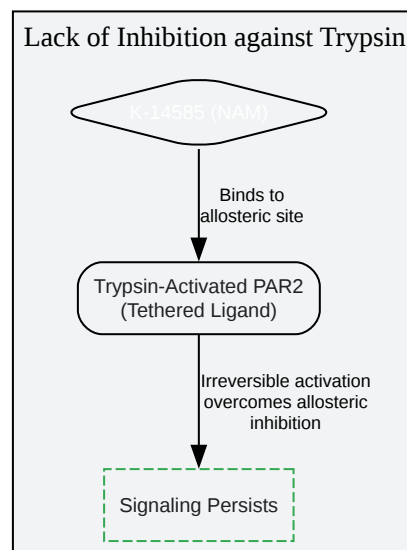 Lack of Inhibition against Trypsin
K-14585 (NAM)
Binds to
allosteric site
Trypsin-Activated PAR2
(Tethered Ligand)
Irreversible activation
overcomes allosteric
inhibition
Signaling Persists